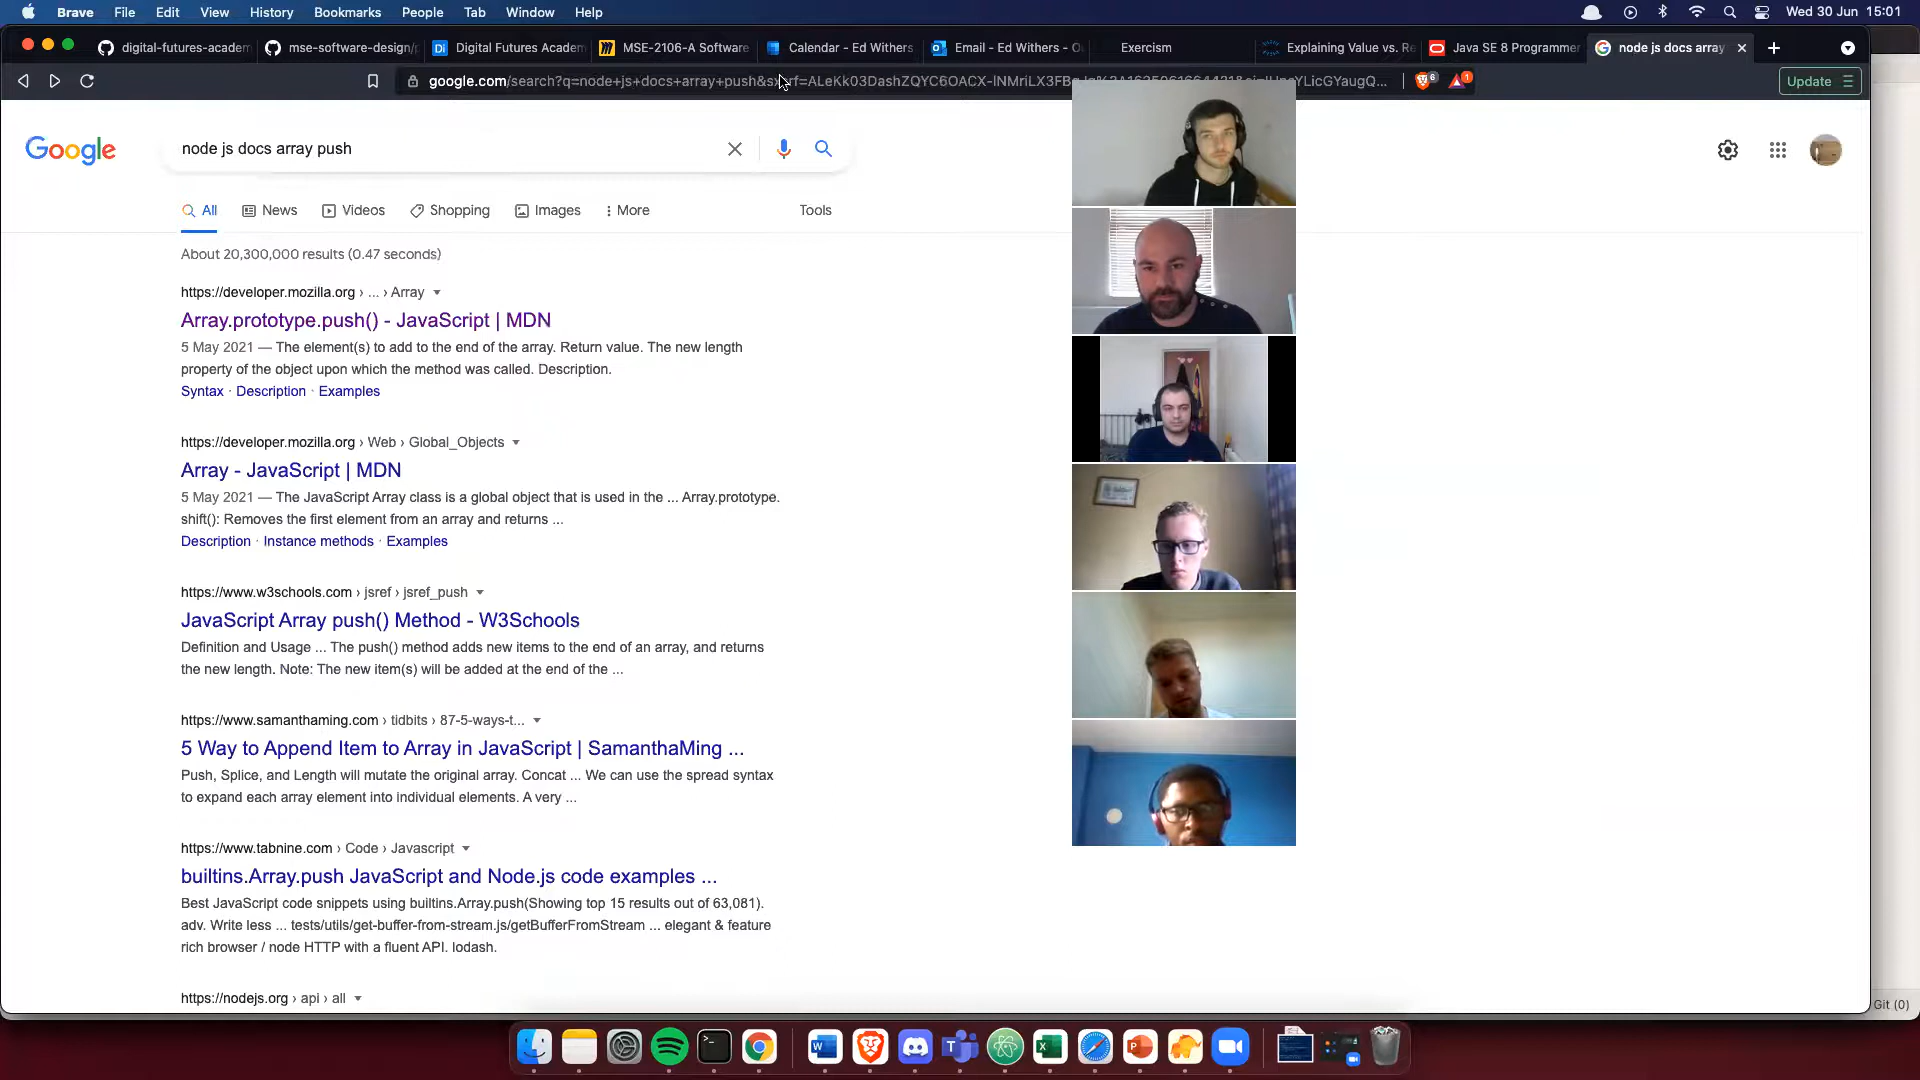 Brave File Edit View History Bookmarks People Tab Window Help Wed 30 Jun 15:01
digital-futures-academ mse-software-design/ Digital Futures Academ MSE-2106-A Software Calendar - Ed Withers Email - Ed Withers - O Exercism Explaining Value vs. Re Java SE 8 Programme node js docs array
google.com/search?q=node+js+docs+array+push& Update
6 1
Google
node js docs array push
All News Videos Shopping Images More Tools
About 20,300,000 results (0.47 seconds)
https://developer.mozilla.org › ... › Array
Array.prototype.push() - JavaScript | MDN
5 May 2021 — The element(s) to add to the end of the array. Return value. The new length
property of the object upon which the method was called. Description.
Syntax · Description · Examples
https://developer.mozilla.org › Web › Global_Objects
Array - JavaScript | MDN
5 May 2021 — The JavaScript Array class is a global object that is used in the ... Array.prototype.
shift(): Removes the first element from an array and returns ...
Description · Instance methods · Examples
https://www.w3schools.com › jsref › jsref_push
JavaScript Array push() Method - W3Schools
Definition and Usage ... The push() method adds new items to the end of an array, and returns
the new length. Note: The new item(s) will be added at the end of the ...
https://www.samanthaming.com › tidbits › 87-5-ways-t...
5 Way to Append Item to Array in JavaScript | SamanthaMing ...
Push, Splice, and Length will mutate the original array. Concat ... We can use the spread syntax
to expand each array element into individual elements. A very ...
https://www.tabnine.com › Code › Javascript
builtins.Array.push JavaScript and Node.js code examples ...
Best JavaScript code snippets using builtins.Array.push(Showing top 15 results out of 63,081).
adv. Write less ... tests/utils/get-buffer-from-stream.js/getBufferFromStream ... elegant & feature
rich browser / node HTTP with a fluent API. lodash.
https://nodejs.org › api › all
Git (0)